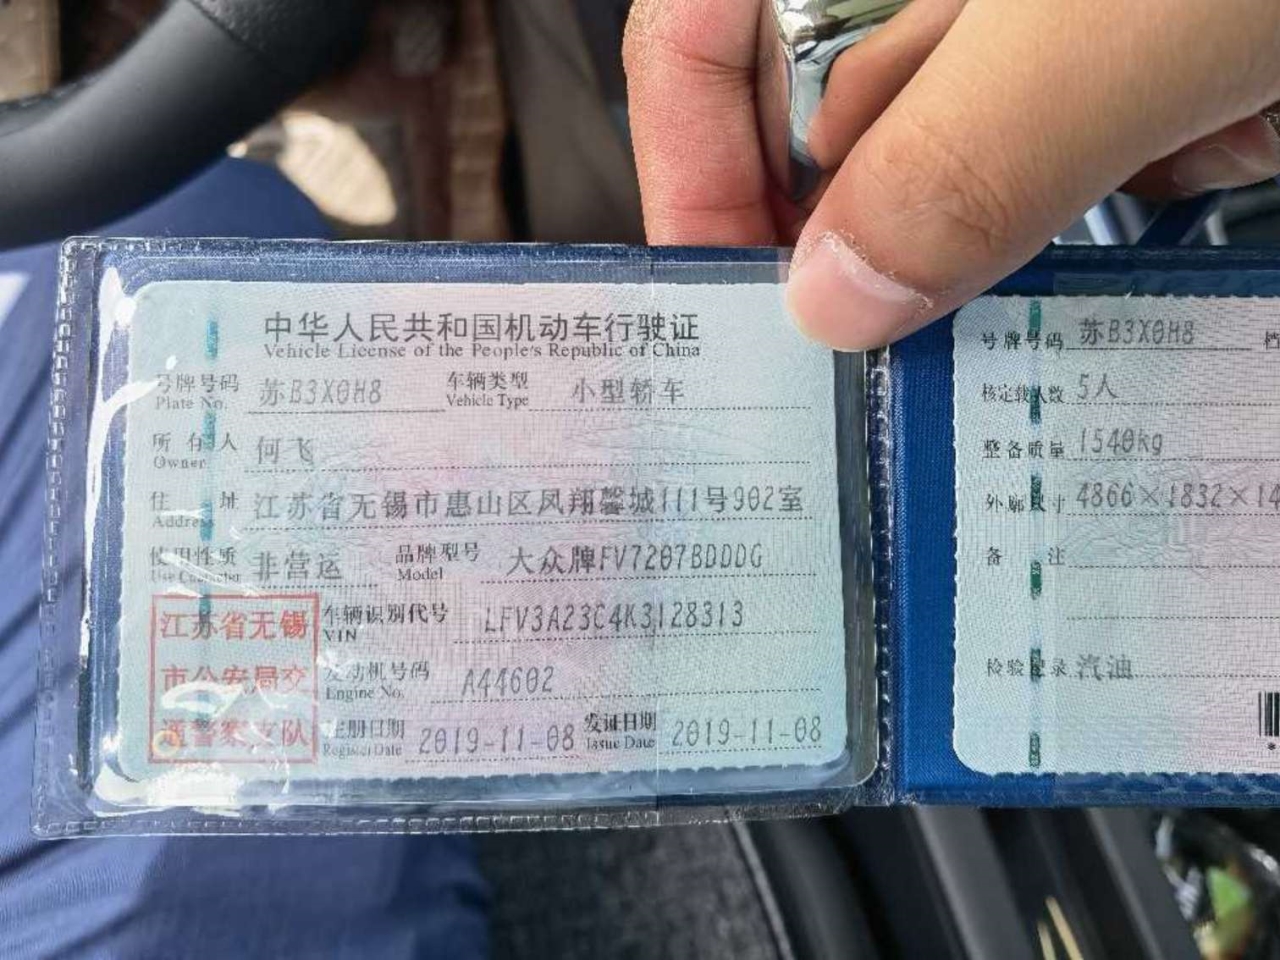 中华人民共和国机动车行驶证
Vehicle License of the People's Republic of China
号牌号码 苏B3X0H8 车辆类型 小型轿车
Plate No. Vehicle Type
所有人 何飞
Owner
住址 江苏省无锡市惠山区凤翔馨城111号902室
Address
使用性质 非营运 品牌型号 大众牌FV7207BDDDG
Use Character Model
车辆识别代号 LFV3A23C4K3128313
VIN
发动机号码 A44602
Engine No.
注册日期 2019-11-08 发证日期 2019-11-08
Register Date Issue Date
江苏省无锡
市公安局交
通警察支队
号牌号码 苏B3X0H8 档
核定载人数 5人
整备质量 1540kg
外廓尺寸 4866×1832×14
备注
检验记录 汽油